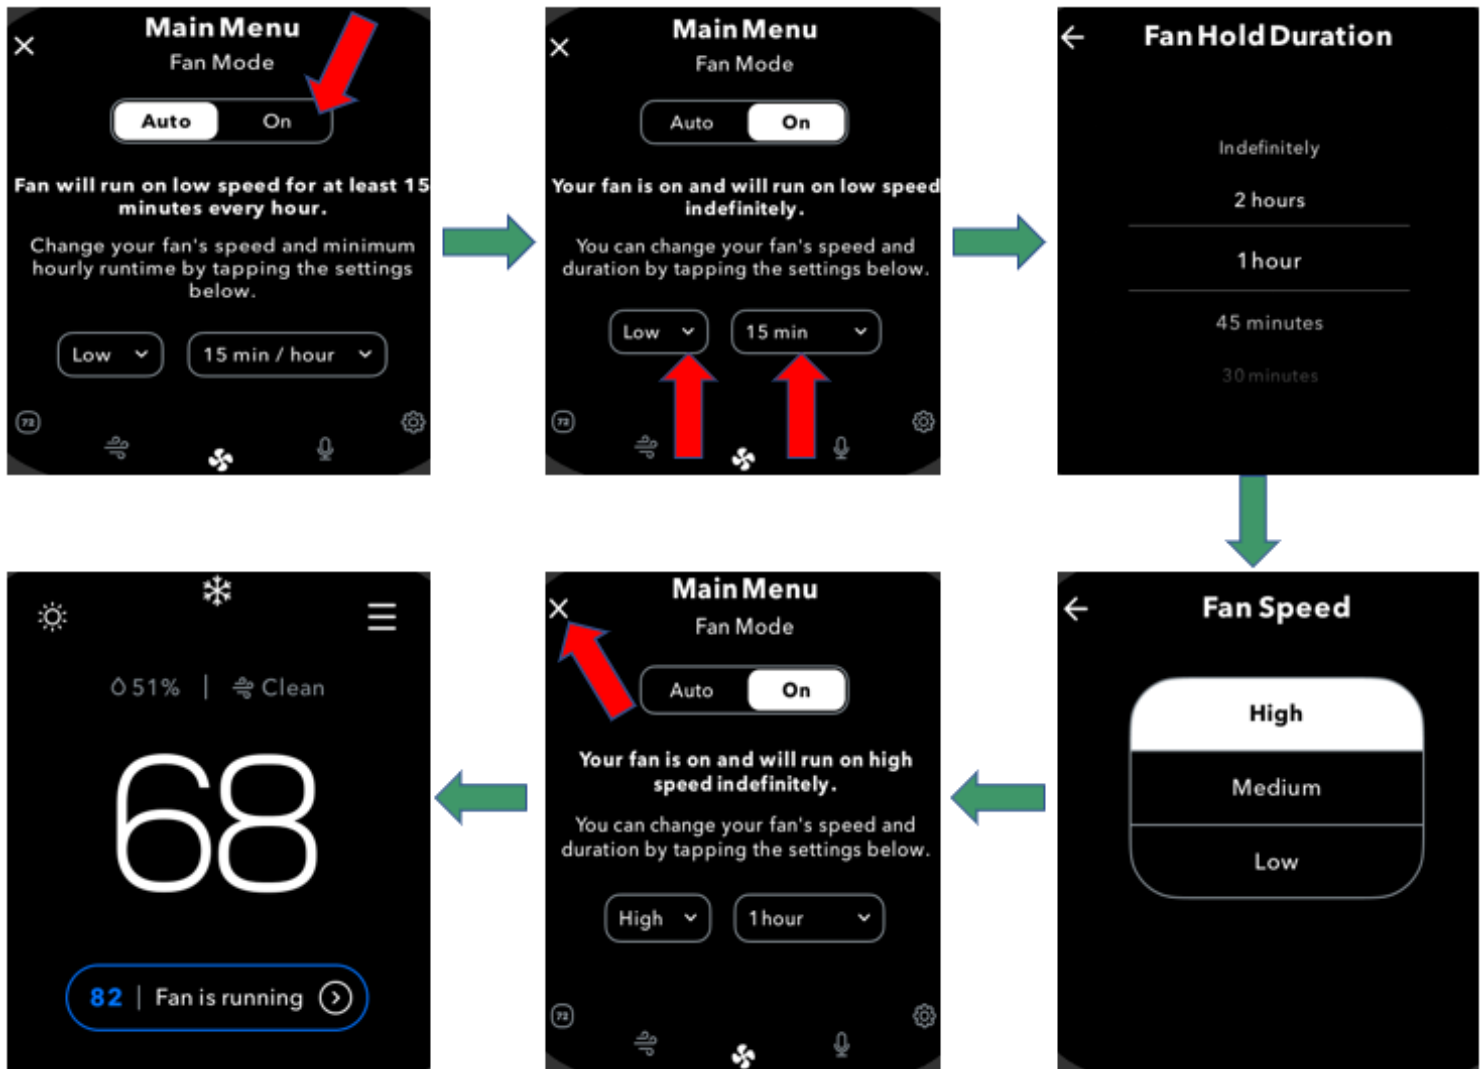 Main Menu
Fan Mode
Auto On
Fan will run on low speed for at least 15
minutes every hour.
Change your fan's speed and minimum
hourly runtime by tapping the settings
below.
Low 15 min / hour
72
Main Menu
Fan Mode
Auto On
Your fan is on and will run on low speed
indefinitely.
You can change your fan's speed and
duration by tapping the settings below.
Low 15 min
72
Fan Hold Duration
Indefinitely
2 hours
1 hour
45 minutes
30 minutes
Fan Speed
High
Medium
Low
Main Menu
Fan Mode
Auto On
Your fan is on and will run on high
speed indefinitely.
You can change your fan's speed and
duration by tapping the settings below.
High 1 hour
72
51% | Clean
68
82 | Fan is running